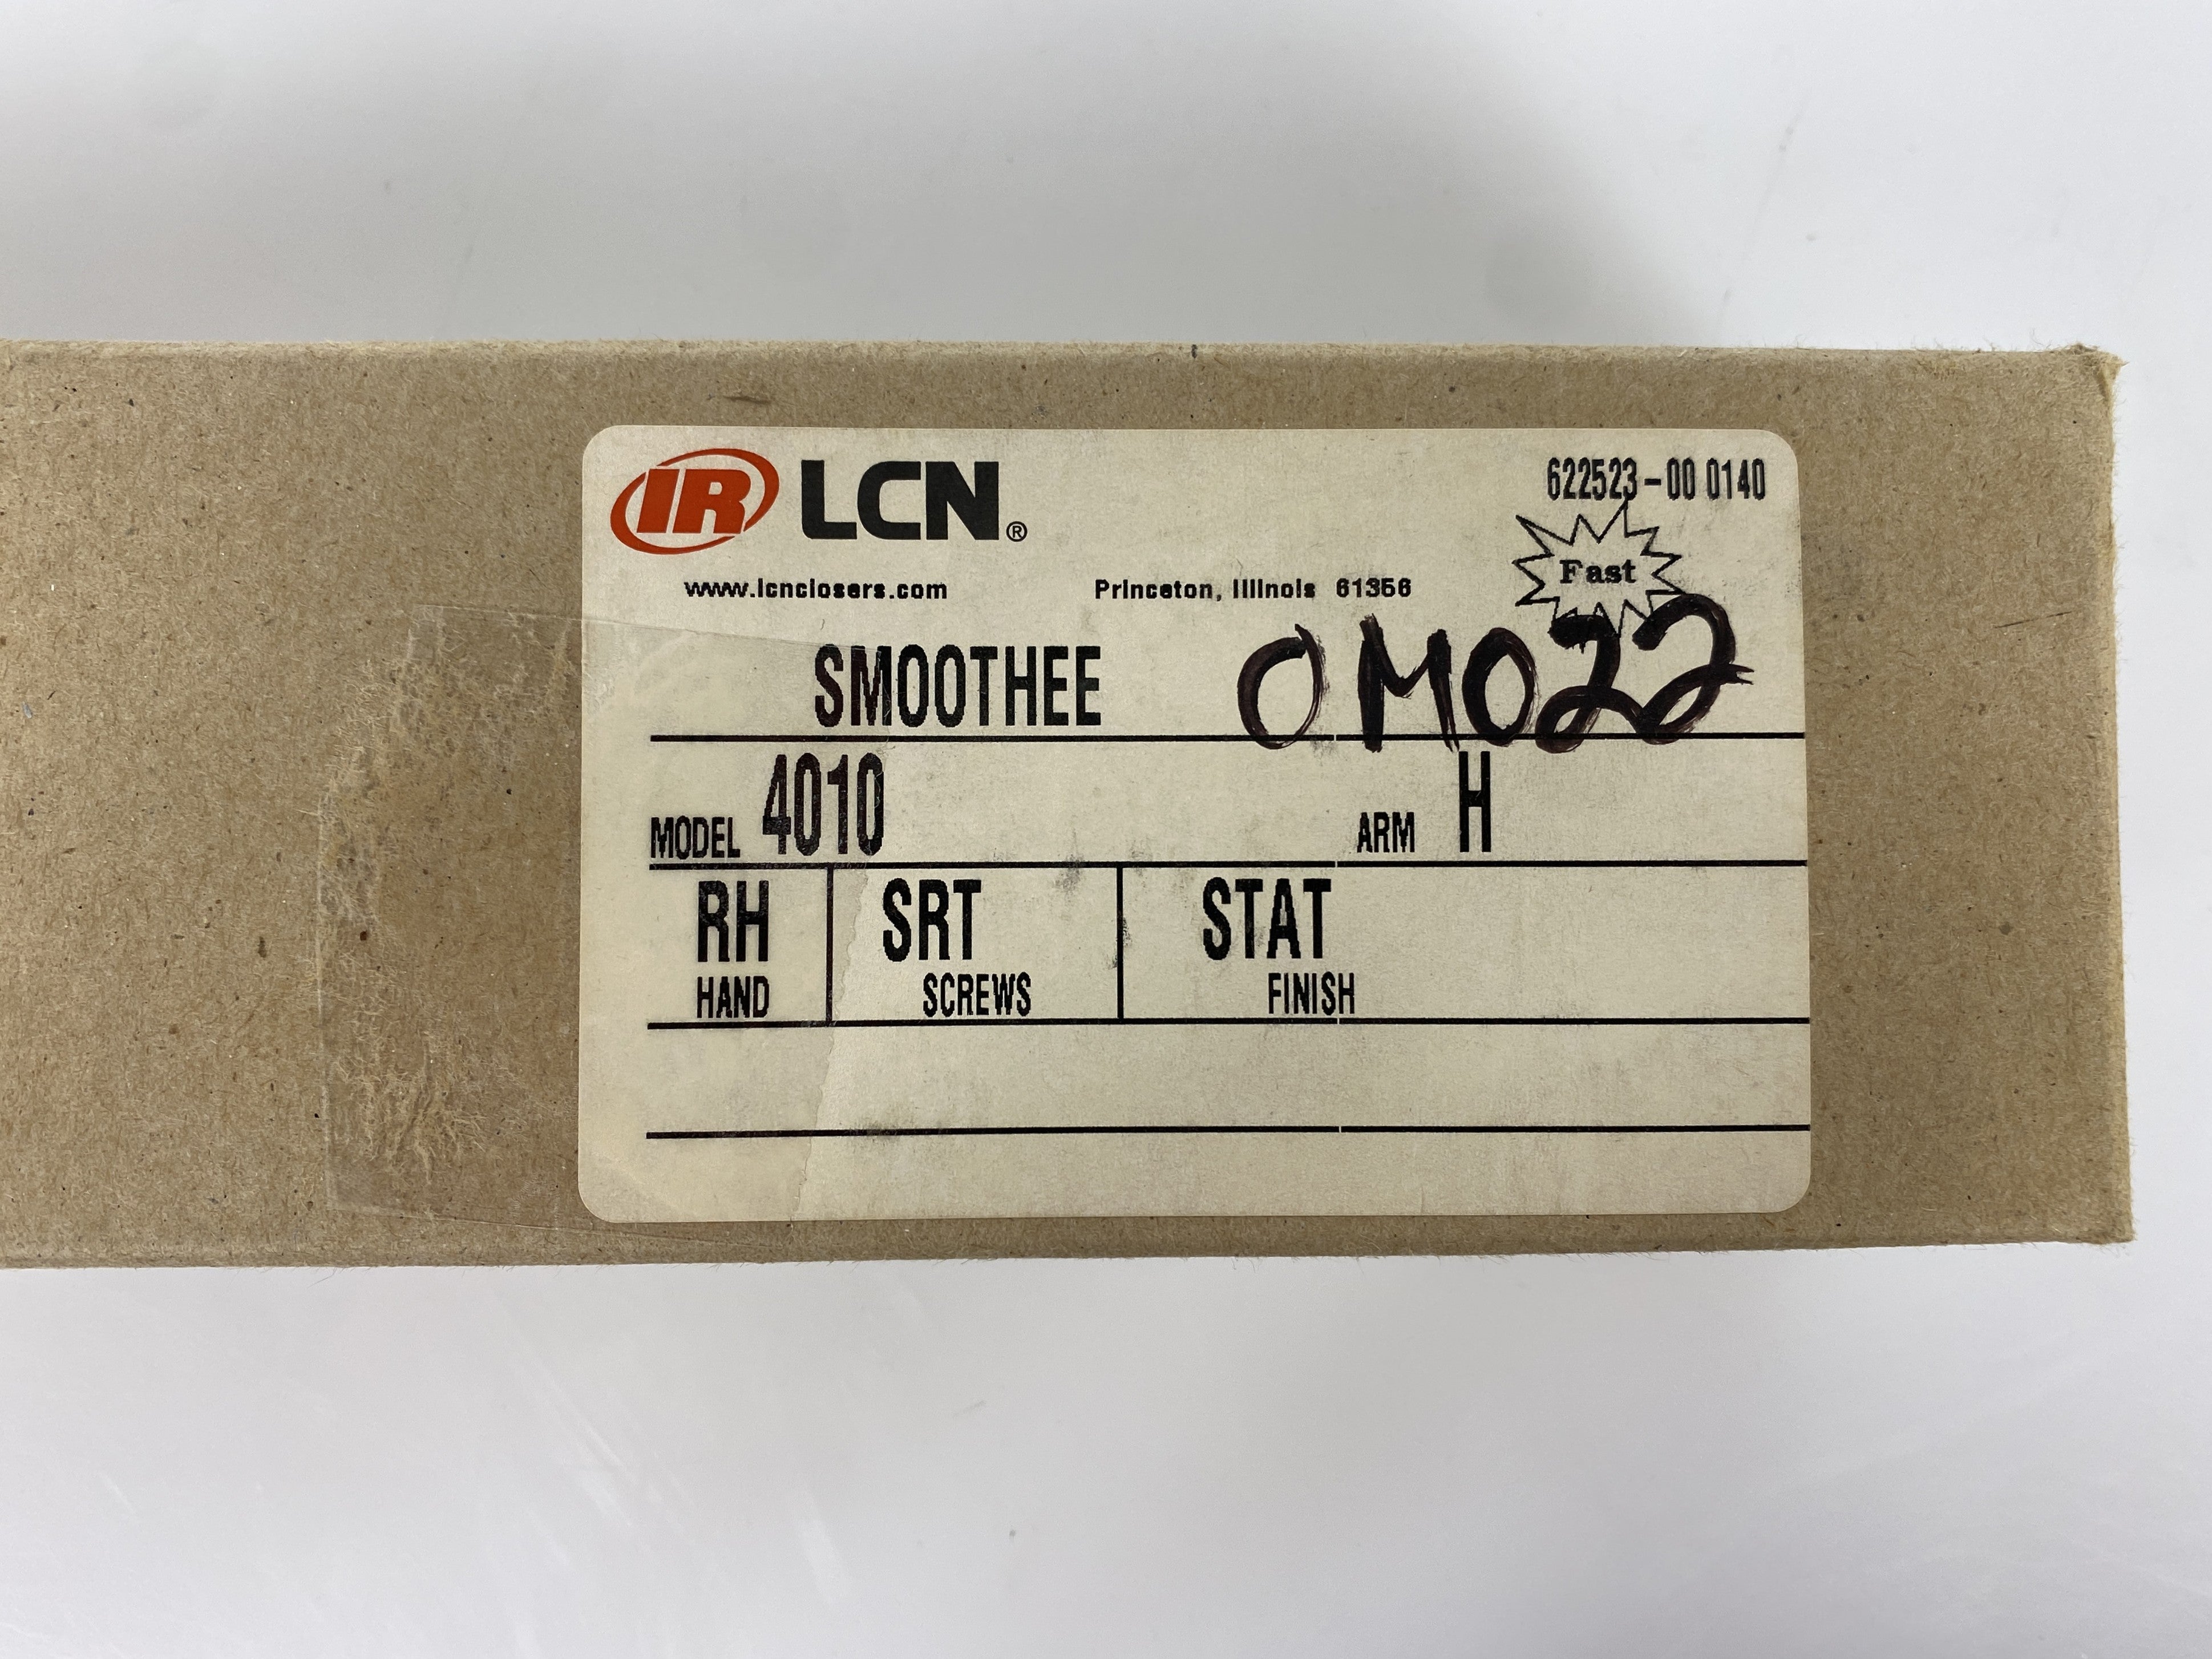 IR LCN®
622523-00 0140
Fast
www.lcnclosers.com Princeton, Illinois 61356
SMOOTHEE OM022
MODEL 4010 ARM H
RH SRT STAT
HAND SCREWS FINISH